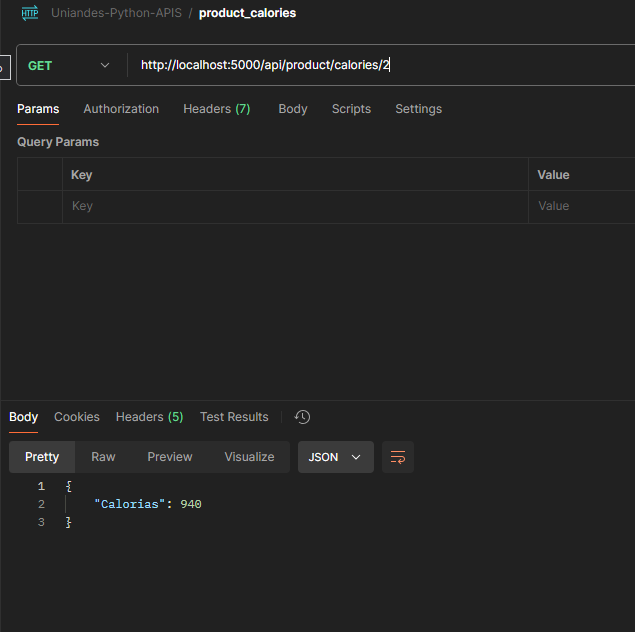 HTTP Uniandes-Python-APIS / product_calories
GET http://localhost:5000/api/product/calories/2
Params Authorization Headers (7) Body Scripts Settings
Query Params
Key Value
Key Value
Body Cookies Headers (5) Test Results
Pretty Raw Preview Visualize JSON
1 {
2 "Calorias": 940
3 }